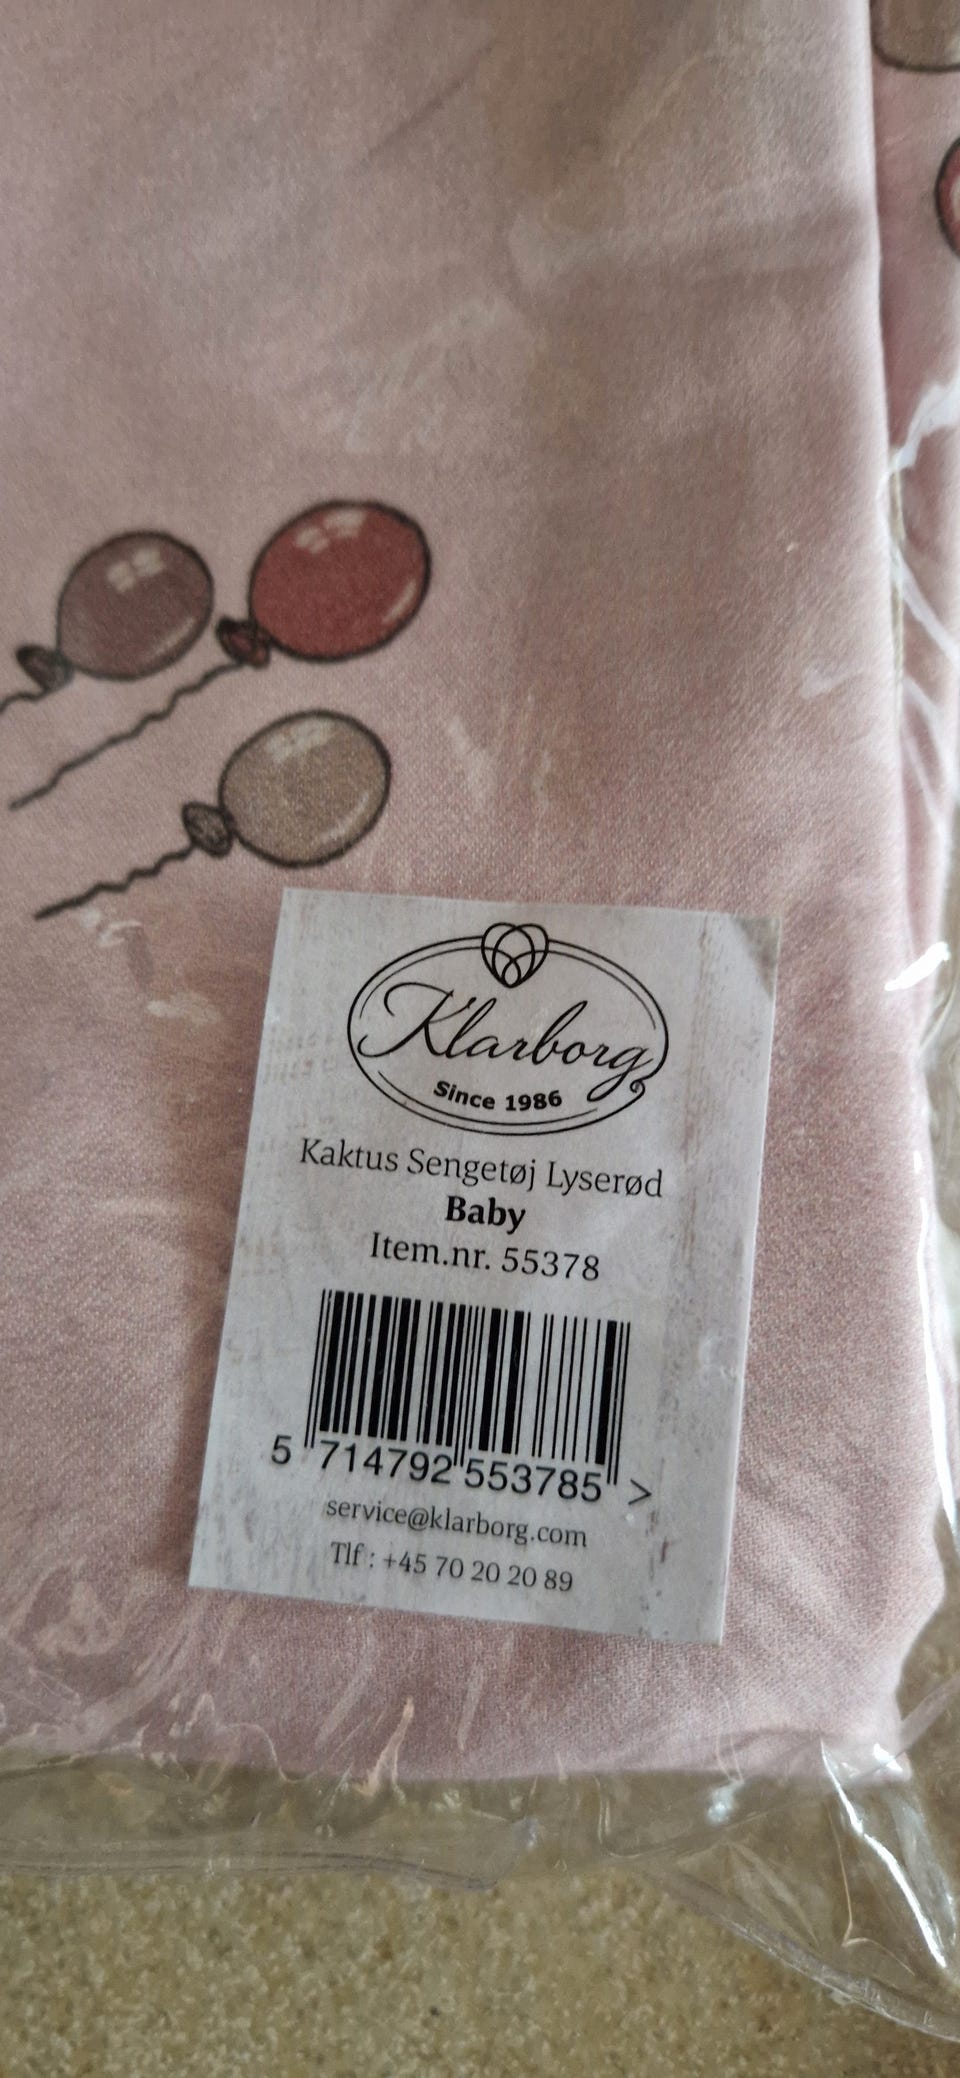 Klarborg
Since 1986
Kaktus Sengetøj Lyserød
Baby
Item.nr. 55378
5 714792 553785 >
service@klarborg.com
Tlf : +45 70 20 20 89